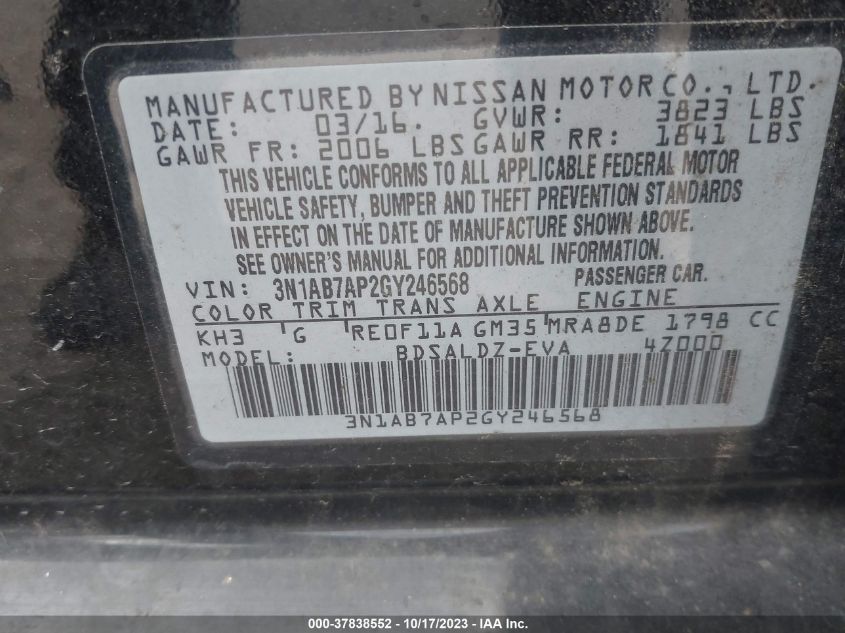 MANUFACTURED BY NISSAN MOTOR CO., LTD.
DATE: 03/16. GVWR: 3823 LBS
GAWR FR: 2006 LBS GAWR RR: 1841 LBS
THIS VEHICLE CONFORMS TO ALL APPLICABLE FEDERAL MOTOR
VEHICLE SAFETY, BUMPER AND THEFT PREVENTION STANDARDS
IN EFFECT ON THE DATE OF MANUFACTURE SHOWN ABOVE.
SEE OWNER'S MANUAL FOR ADDITIONAL INFORMATION.
VIN: 3N1AB7AP2GY246568 PASSENGER CAR.
COLOR TRIM TRANS AXLE ENGINE
KH3 G RE0F11A GM35 MRA8DE 1798 CC
MODEL: BDSALDZ-EVA 4Z000
3N1AB7AP2GY246568
000-37838552 - 10/17/2023 - IAA Inc.